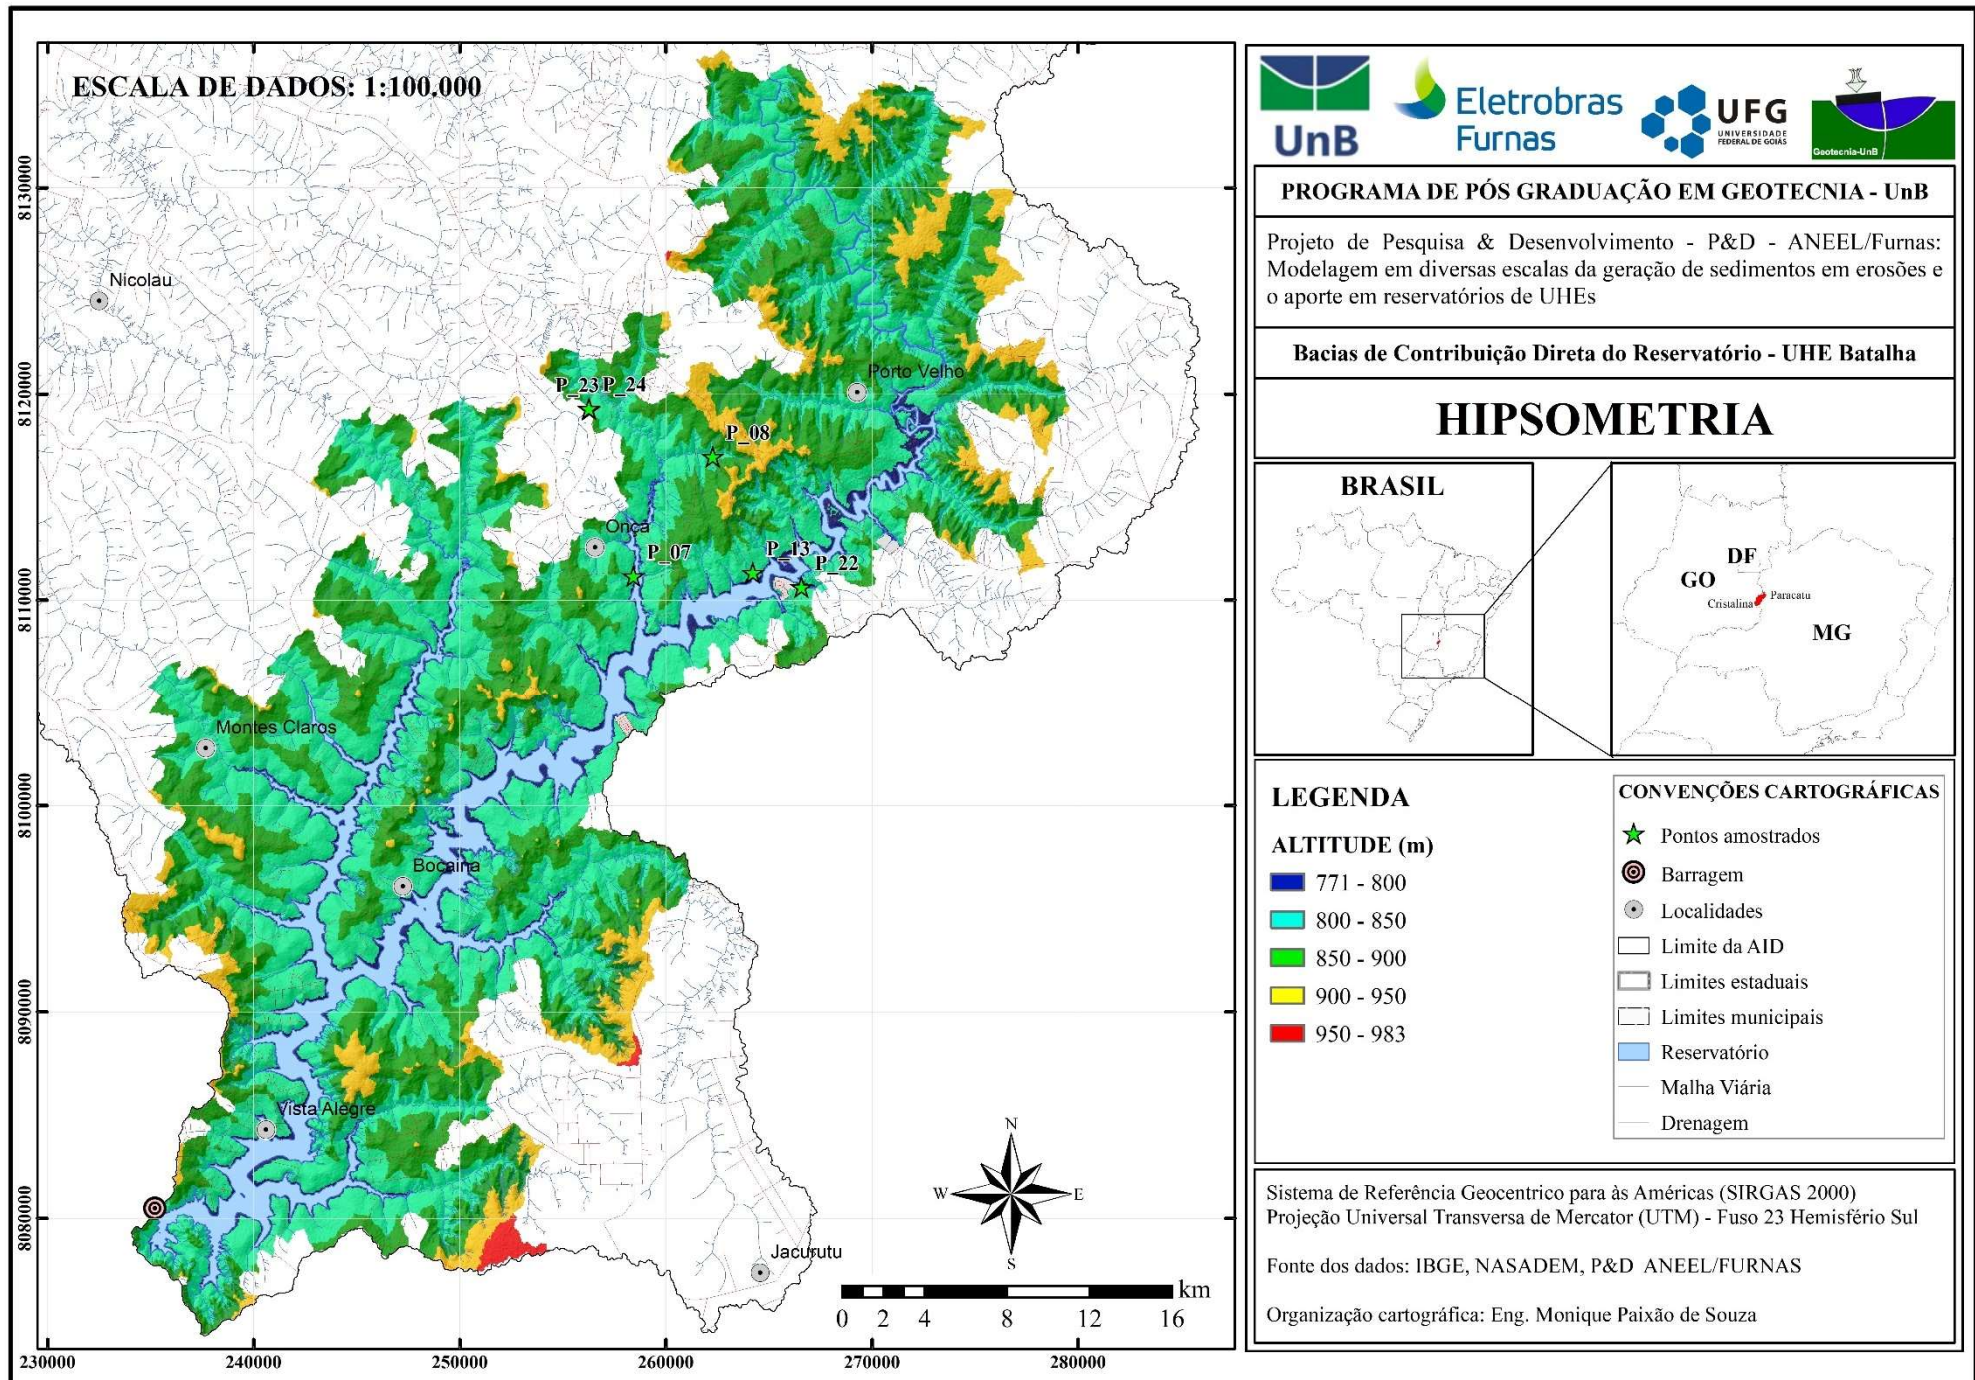 ESCALA DE DADOS: 1:100.000
8130000
8120000
8110000
8100000
8090000
8080000
230000
240000
250000
260000
270000
280000
Nicolau
Porto Velho
P_23 P_24
P_08
Onça
P_07
P_13
P_22
Montes Claros
Bocaina
Vista Alegre
Jacurutu
N
W
E
S
km
0 2 4 8 12 16
UnB
Eletrobras
Furnas
UFG
UNIVERSIDADE
FEDERAL DE GOIÁS
Geotecnia-UnB
PROGRAMA DE PÓS GRADUAÇÃO EM GEOTECNIA - UnB
Projeto de Pesquisa & Desenvolvimento - P&D - ANEEL/Furnas:
Modelagem em diversas escalas da geração de sedimentos em erosões e
o aporte em reservatórios de UHEs
Bacias de Contribuição Direta do Reservatório - UHE Batalha
HIPSOMETRIA
BRASIL
DF
GO
Cristalina
Paracatu
MG
LEGENDA
ALTITUDE (m)
771 - 800
800 - 850
850 - 900
900 - 950
950 - 983
CONVENÇÕES CARTOGRÁFICAS
Pontos amostrados
Barragem
Localidades
Limite da AID
Limites estaduais
Limites municipais
Reservatório
Malha Viária
Drenagem
Sistema de Referência Geocentrico para às Américas (SIRGAS 2000)
Projeção Universal Transversa de Mercator (UTM) - Fuso 23 Hemisfério Sul
Fonte dos dados: IBGE, NASADEM, P&D ANEEL/FURNAS
Organização cartográfica: Eng. Monique Paixão de Souza